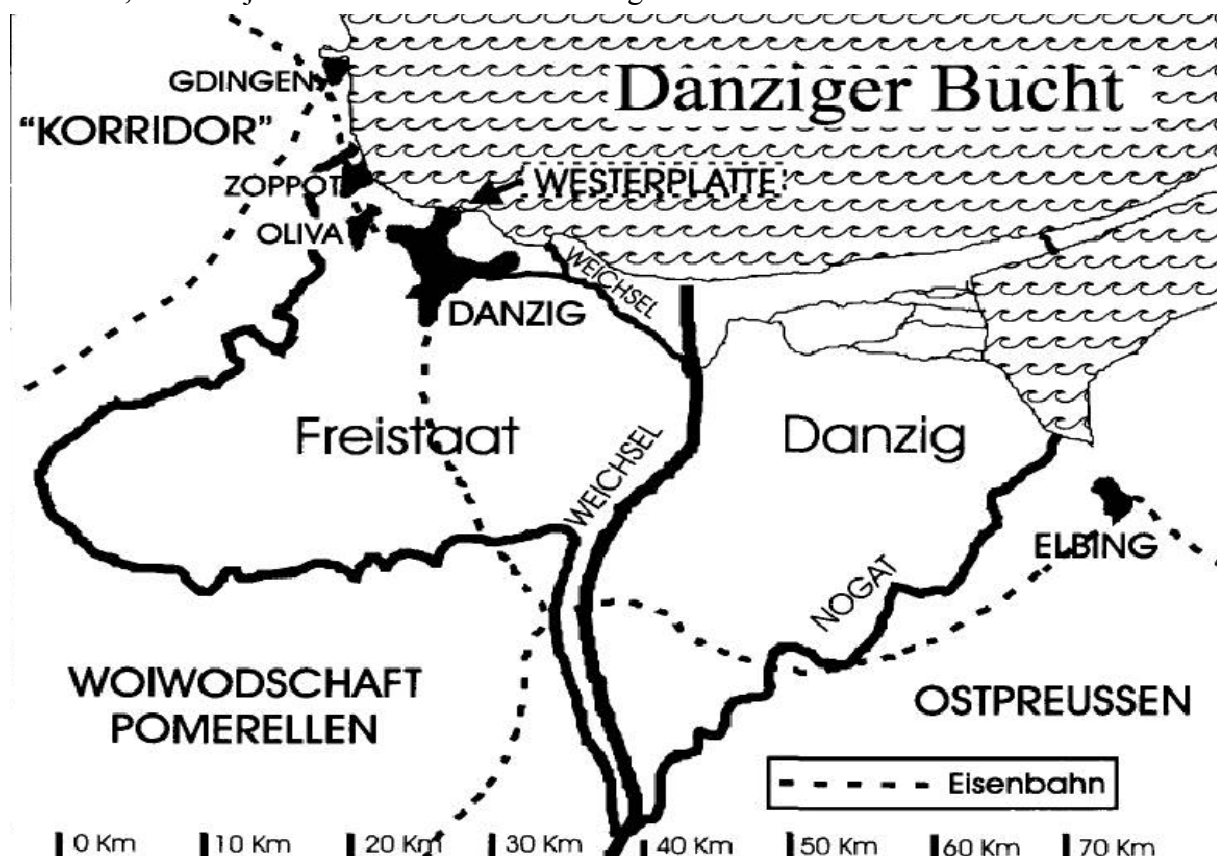 GDINGEN
Danziger Bucht
"KORRIDOR"
ZOPPOT
WESTERPLATTE
OLIVA
WEICHSEL
DANZIG
Freistaat
Danzig
WEICHSEL
ELBING
NOGAT
WOIWODSCHAFT
POMERELLEN
OSTPREUSSEN
Eisenbahn
0 Km 10 Km 20 Km 30 Km 40 Km 50 Km 60 Km 70 Km